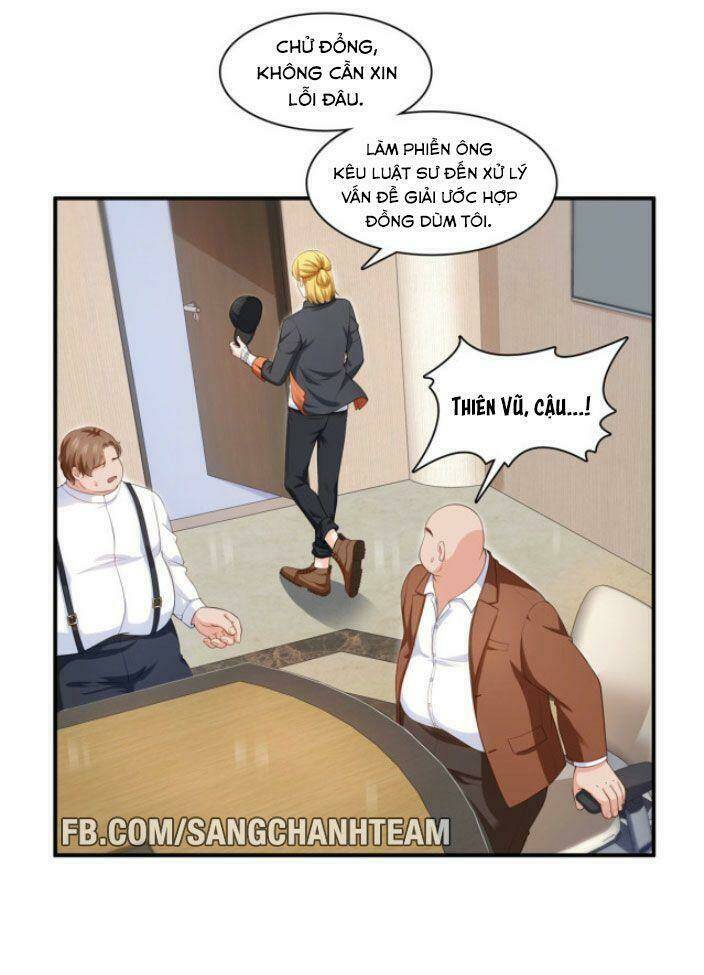 CHỬ ĐỔNG,
KHÔNG CẦN XIN
LỖI ĐÂU.
LÀM PHIỀN ÔNG
KÊU LUẬT SƯ ĐẾN XỬ LÝ
VẤN ĐỀ GIẢI ƯỚC HỢP
ĐỒNG DÙM TÔI.
THIÊN VŨ, CẬU...!
FB.COM/SANGCHANHTEAM